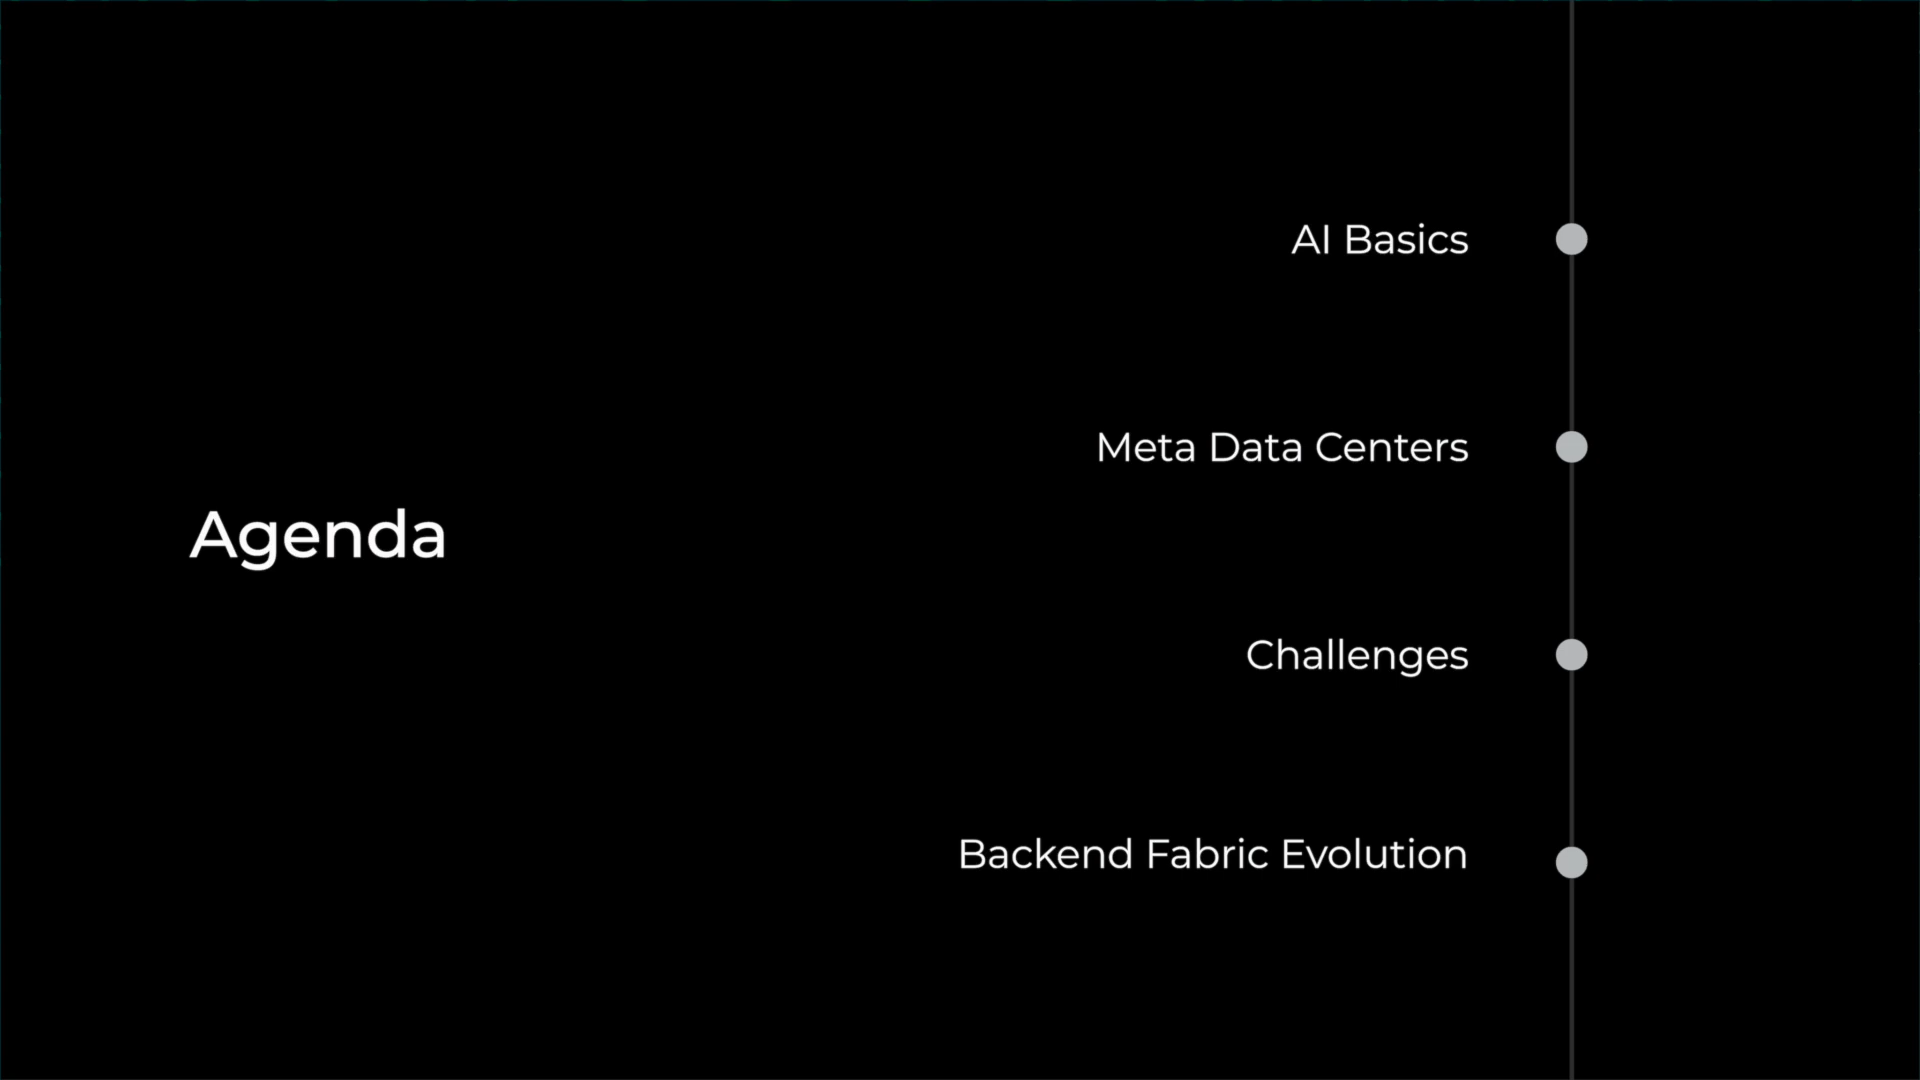 Agenda
AI Basics
Meta Data Centers
Challenges
Backend Fabric Evolution